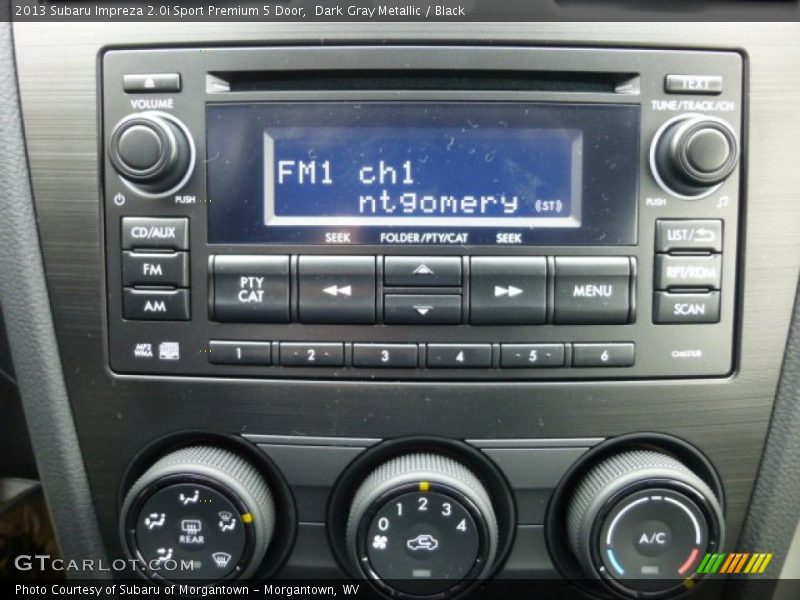 2013 Subaru Impreza 2.0i Sport Premium 5 Door, Dark Gray Metallic / Black
TEXT
VOLUME
TUNE/TRACK/CH
FM1 ch1
ntgomery (ST)
PUSH
PUSH
SEEK FOLDER/PTY/CAT SEEK
CD/AUX
FM
AM
PTY
CAT
MENU
LIST/
RPT/RDM
SCAN
MP3
WMA
1 2 3 4 5 6
0 1 2 3 4
REAR
A/C
GTCARLOT.COM
Photo Courtesy of Subaru of Morgantown - Morgantown, WV